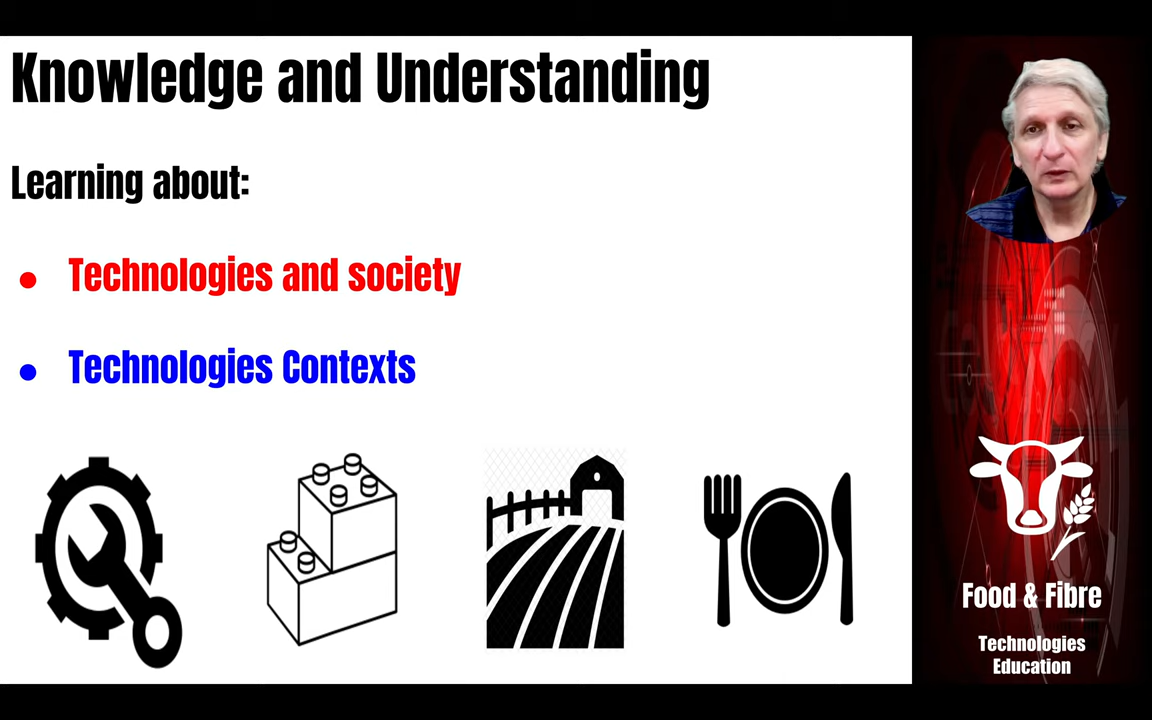 Knowledge and Understanding
Learning about:
Technologies and society
Technologies Contexts
Food & Fibre
Technologies
Education